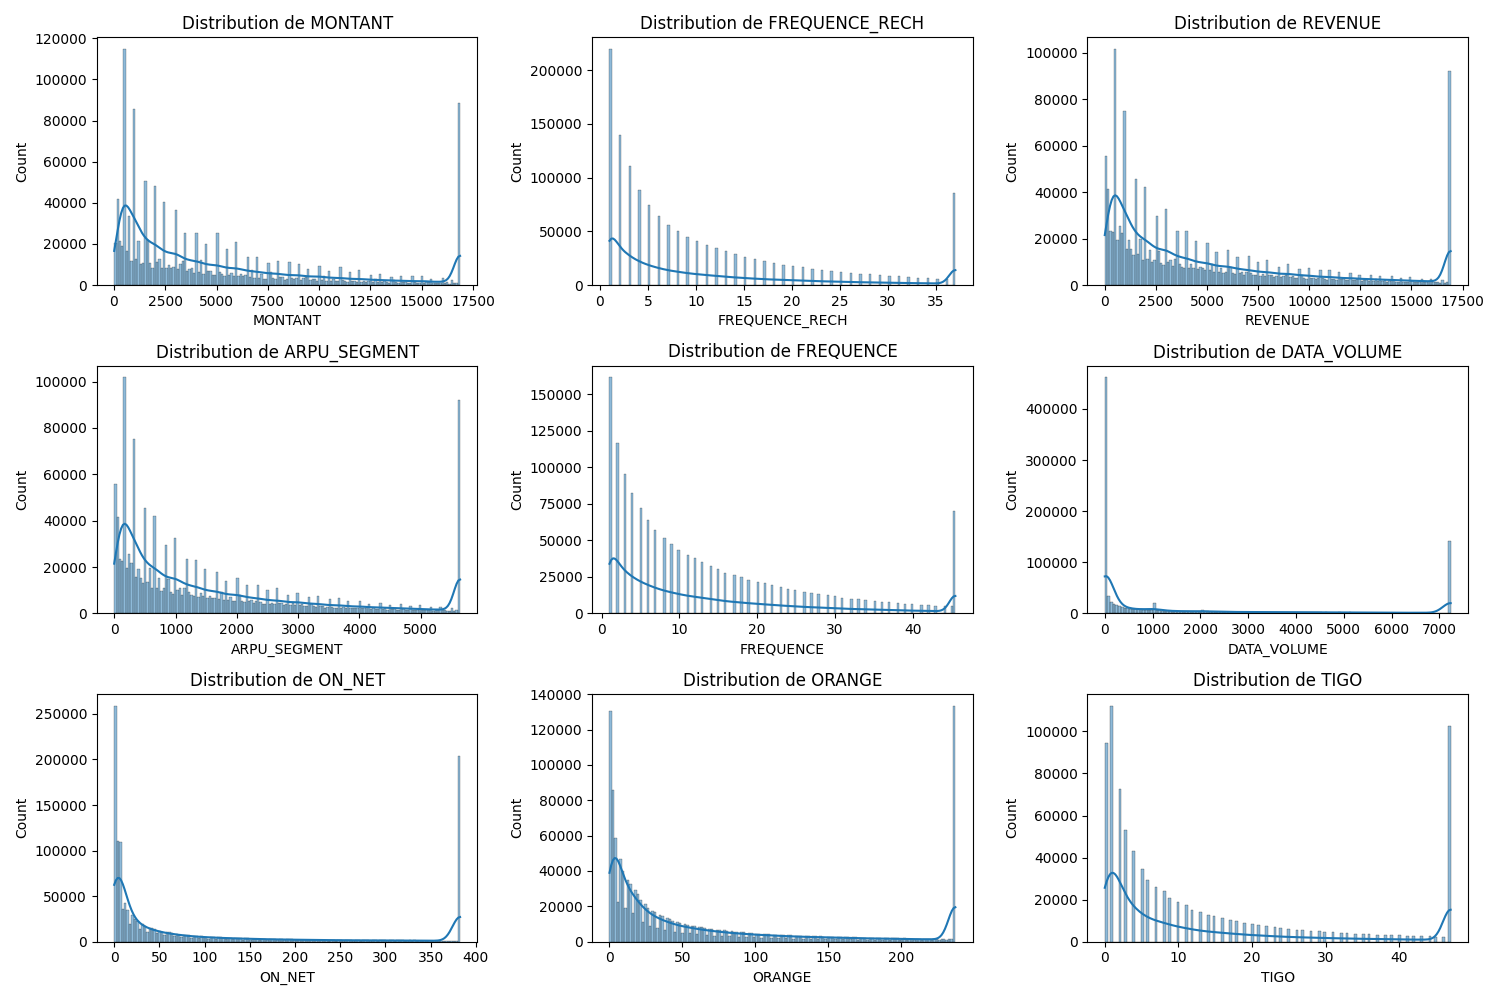 Distribution de MONTANT
Distribution de FREQUENCE_RECH
Distribution de REVENUE
120000
100000
80000
60000
40000
20000
0
Count
0 2500 5000 7500 10000 12500 15000 17500
MONTANT
200000
150000
100000
50000
0
Count
0 5 10 15 20 25 30 35
FREQUENCE_RECH
100000
80000
60000
40000
20000
0
Count
0 2500 5000 7500 10000 12500 15000 17500
REVENUE
Distribution de ARPU_SEGMENT
Distribution de FREQUENCE
Distribution de DATA_VOLUME
100000
80000
60000
40000
20000
0
Count
0 1000 2000 3000 4000 5000
ARPU_SEGMENT
150000
125000
100000
75000
50000
25000
0
Count
0 10 20 30 40
FREQUENCE
400000
300000
200000
100000
0
Count
0 1000 2000 3000 4000 5000 6000 7000
DATA_VOLUME
Distribution de ON_NET
Distribution de ORANGE
Distribution de TIGO
250000
200000
150000
100000
50000
0
Count
0 50 100 150 200 250 300 350 400
ON_NET
140000
120000
100000
80000
60000
40000
20000
0
Count
0 50 100 150 200
ORANGE
100000
80000
60000
40000
20000
0
Count
0 10 20 30 40
TIGO